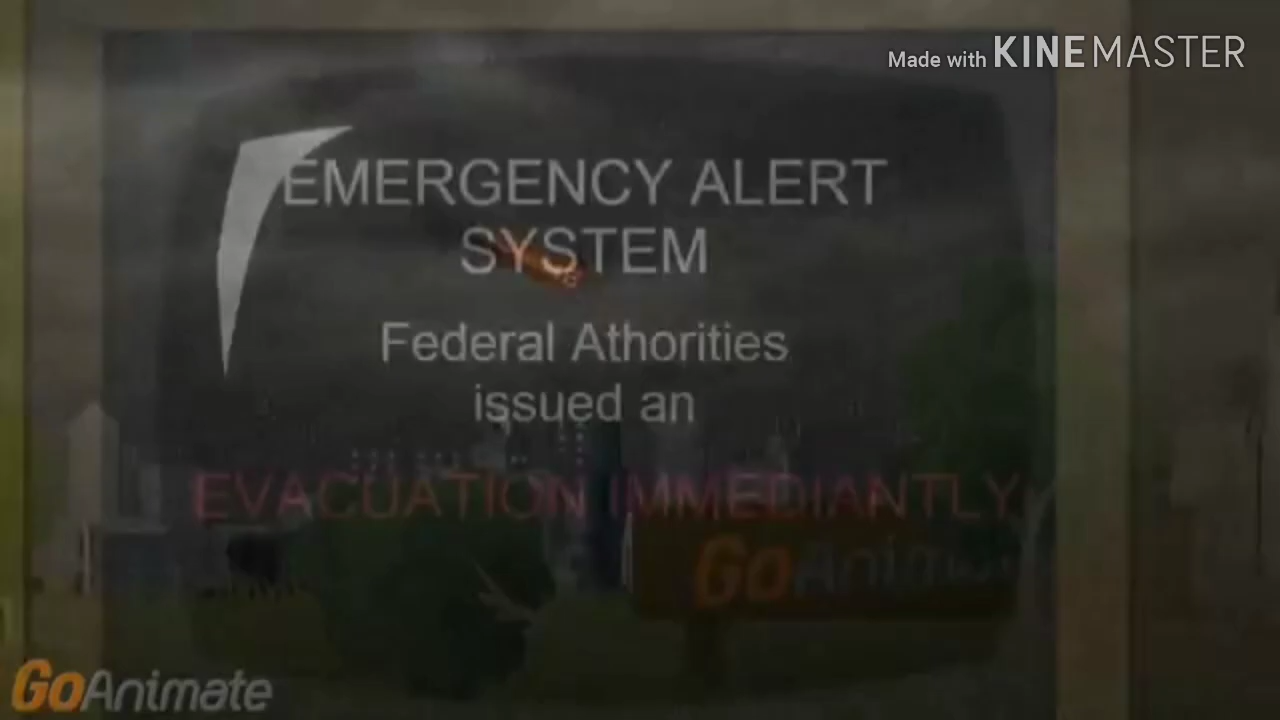 Made with KINEMASTER
EMERGENCY ALERT
SYSTEM
Federal Athorities
issued an
EVACUATION IMMEDIANTLY
GoAnimate
GoAnimate